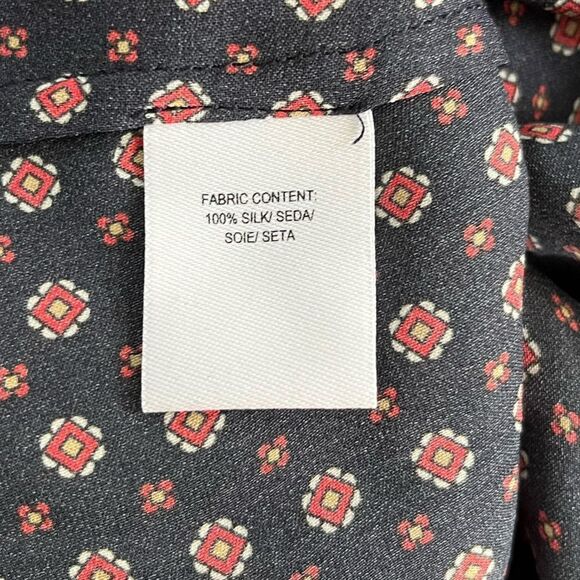 FABRIC CONTENT:
100% SILK/ SEDA/
SOIE/ SETA